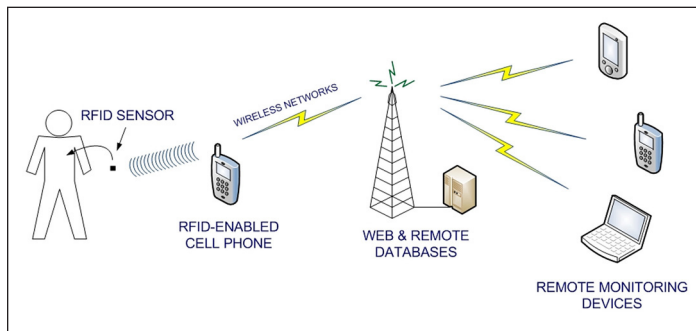 RFID SENSOR
WIRELESS NETWORKS
RFID-ENABLED
CELL PHONE
WEB & REMOTE
DATABASES
REMOTE MONITORING
DEVICES